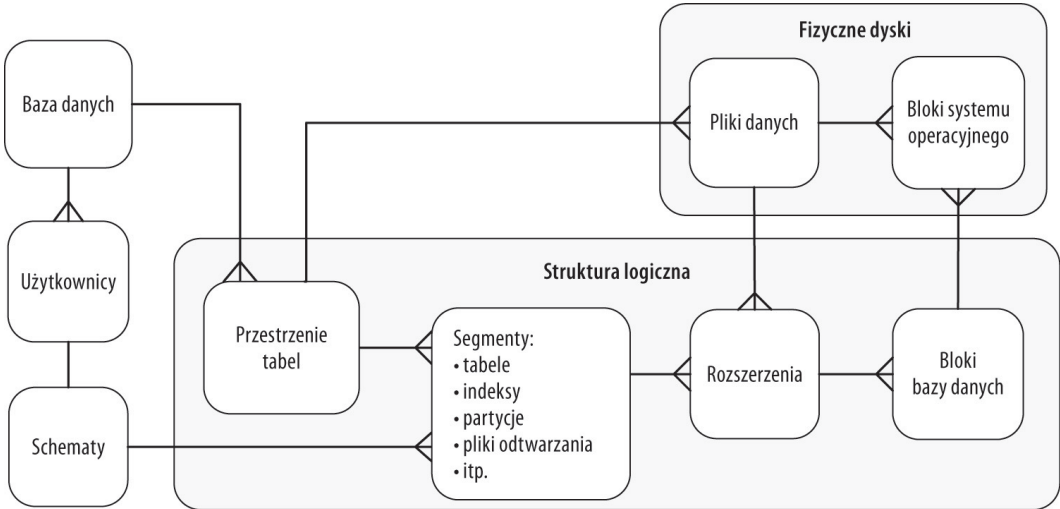 Fizyczne dyski
Baza danych
Pliki danych
Bloki systemu
operacyjnego
Użytkownicy
Struktura logiczna
Przestrzenie
tabel
Segmenty:
• tabele
• indeksy
• partycje
• pliki odtwarzania
• itp.
Rozszerzenia
Bloki
bazy danych
Schematy